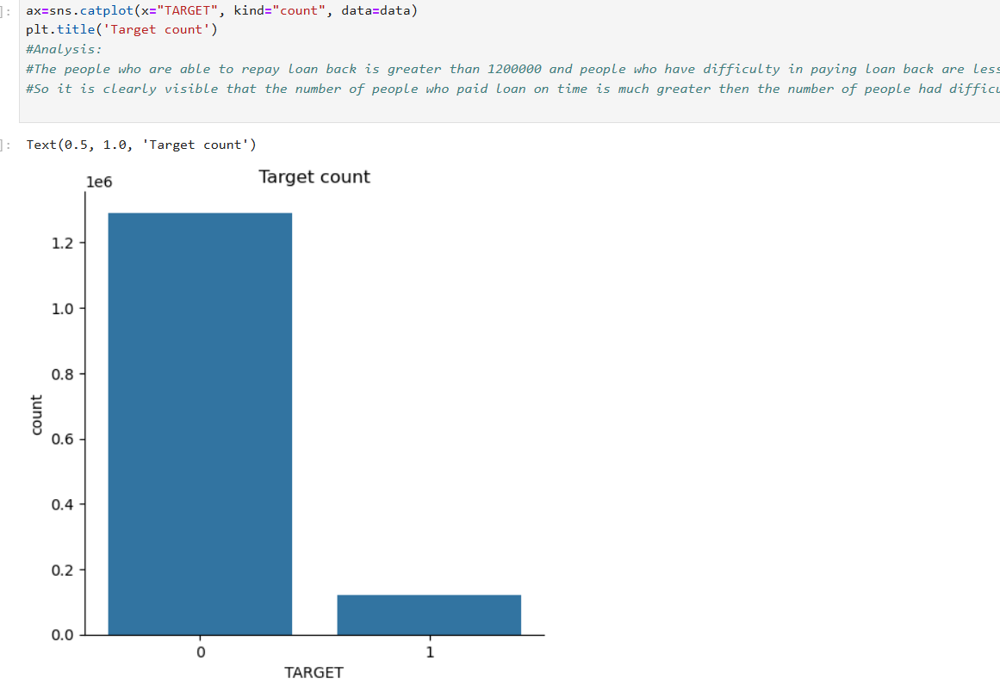 ]: ax=sns.catplot(x="TARGET", kind="count", data=data)
plt.title('Target count')
#Analysis:
#The people who are able to repay loan back is greater than 1200000 and people who have difficulty in paying loan back are less
#So it is clearly visible that the number of people who paid loan on time is much greater then the number of people had difficu
]: Text(0.5, 1.0, 'Target count')
Target count
1e6
1.2
1.0
0.8
0.6
0.4
0.2
0.0
count
0 1
TARGET